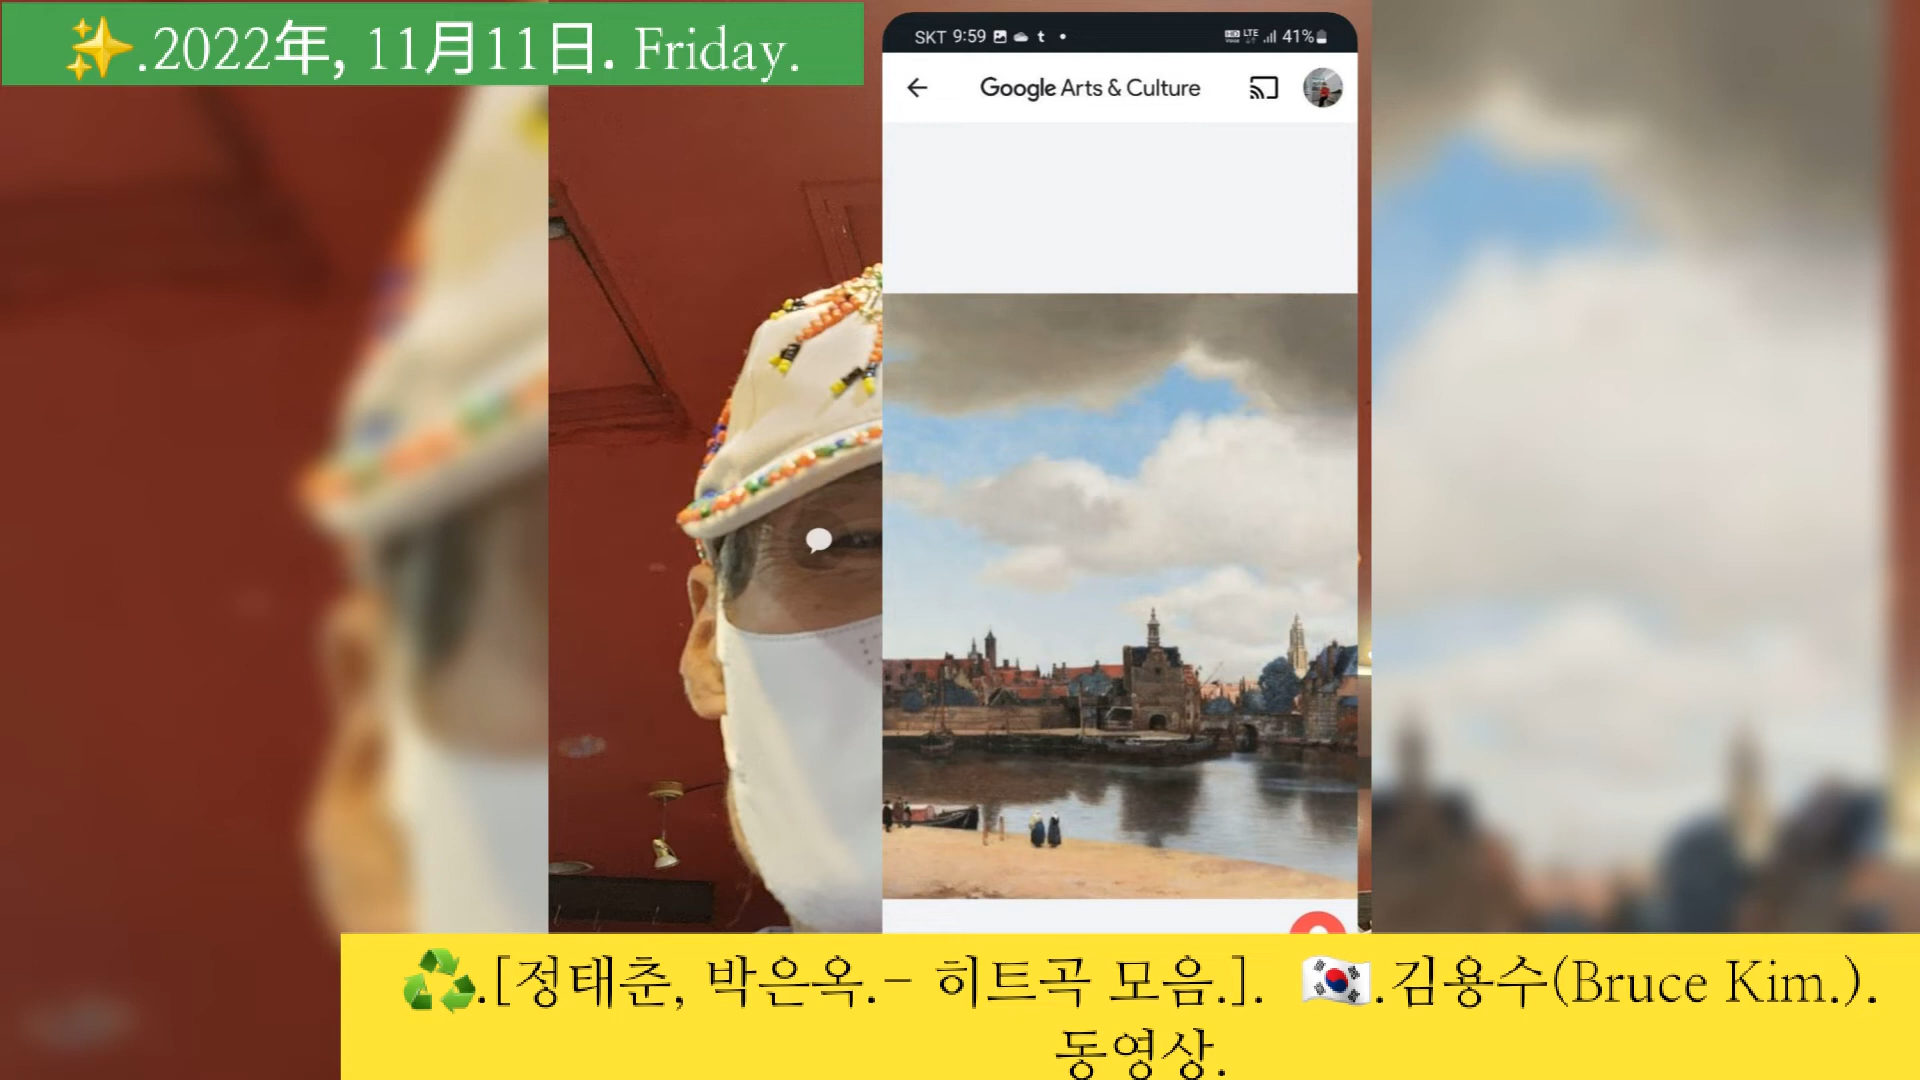 ✨.2022年, 11月11日. Friday.
SKT 9:59 t • LTE 41%
Google Arts & Culture
♻.[정태춘, 박은옥.- 히트곡 모음.]. 🇰🇷.김용수(Bruce Kim.).
동영상.